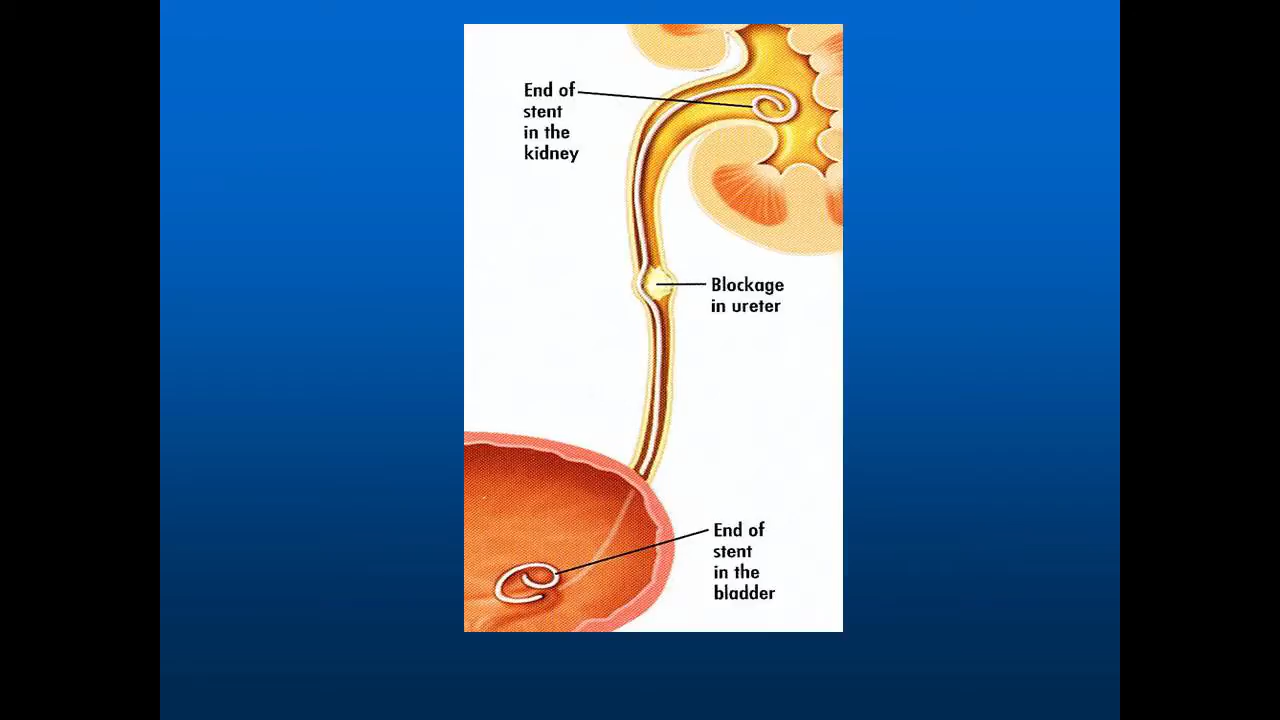 End of
stent
in the
kidney
Blockage
in ureter
End of
stent
in the
bladder